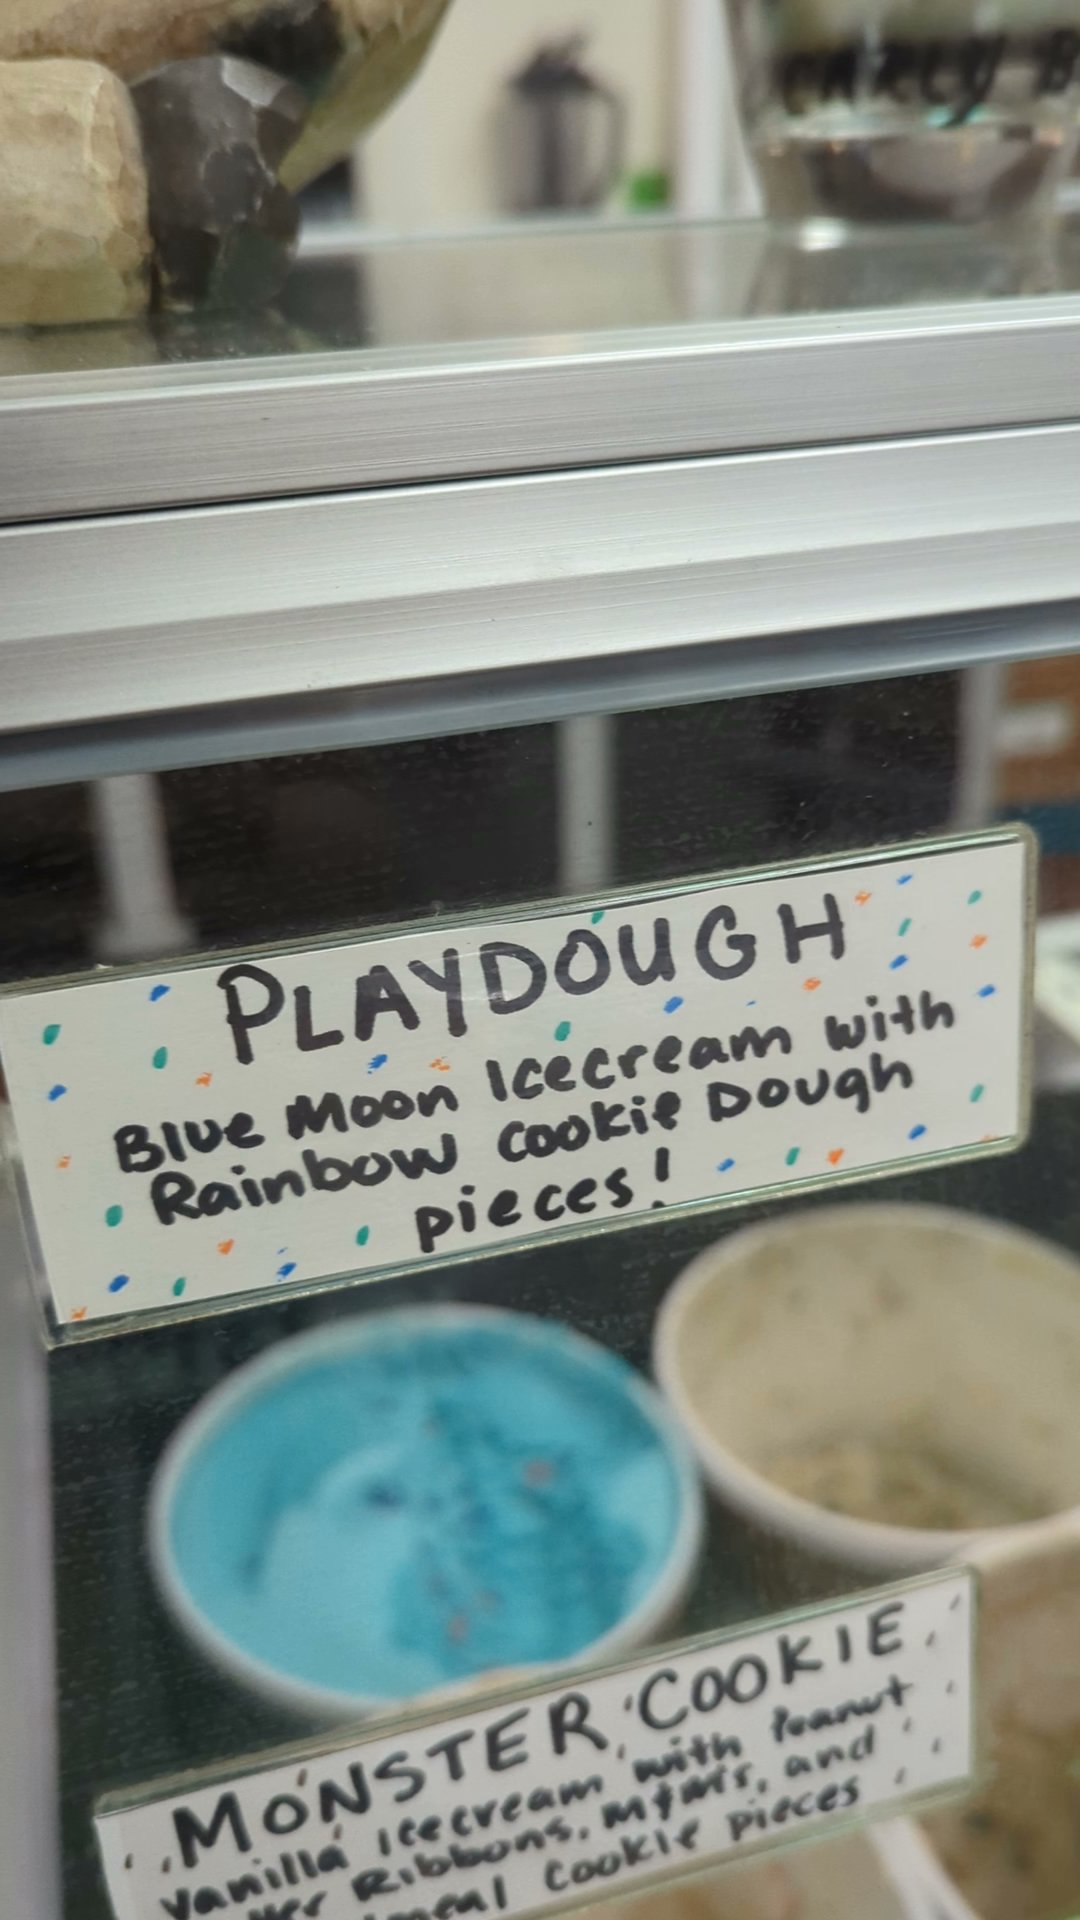 PLAYDOUGH
Blue Moon Icecream with
Rainbow Cookie Dough
pieces!
MONSTER COOKIE
Vanilla Icecream with Peanut
Ribbons, M&M's, and
Cookie pieces